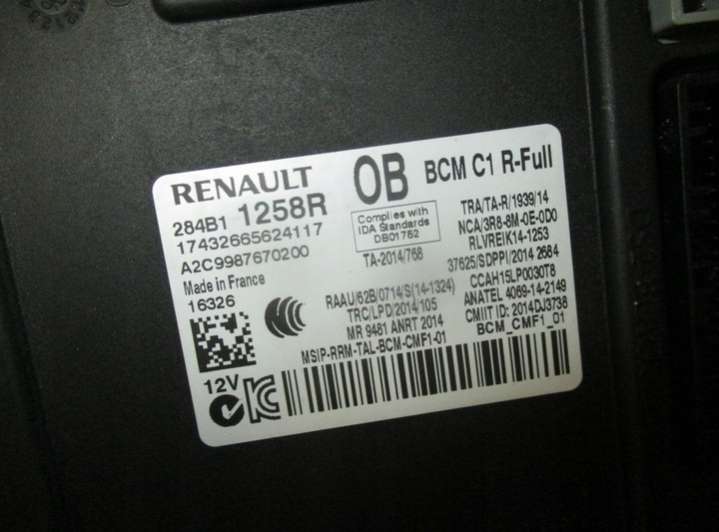 RENAULT
OB
BCM C1 R-Full
284B1 1258R
17432665624117
A2C9987670200
Made in France
16326
Complies with
IDA Standards
DB01752
TA-2014/768
RAAU/62B/0714/S(14-1324)
TRC/LPD/2014/105
MR 9481 ANRT 2014
MSIP-RRM-TAL-BCM-CMF1-01
TRA/TA-R/1939/14
NCA/3R8-8M-0E-0D0
RLVREIK14-1253
37625/SDPPI/2014 2684
CCAH15LP0030T8
ANATEL 4069-14-2149
CMIIT ID: 2014DJ3738
BCM_CMF1_01
12V